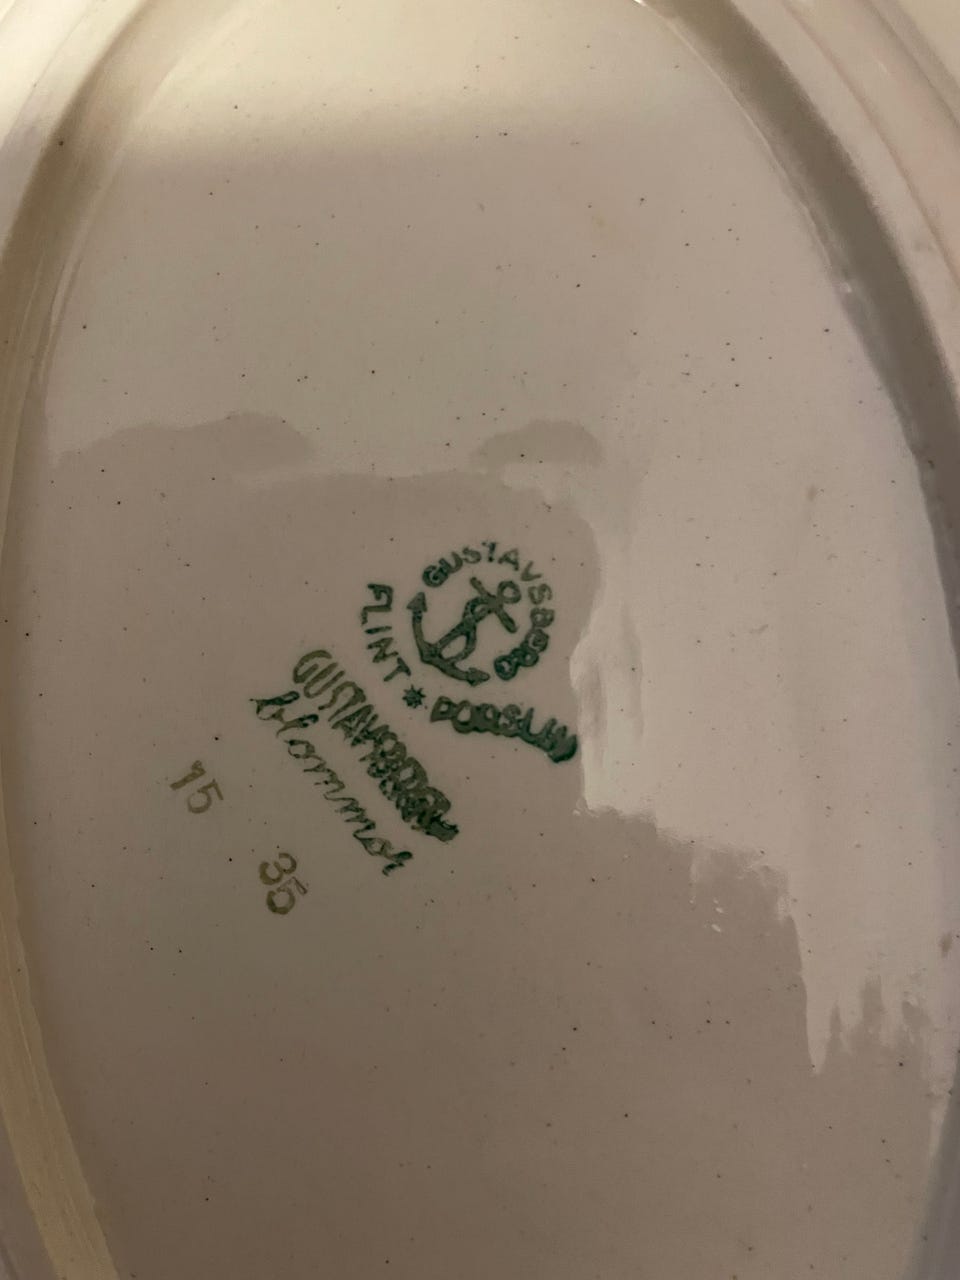 GUSTAVSBERG
FLINT * PORSLIN
GUSTAVSBERG
blommor
15
35